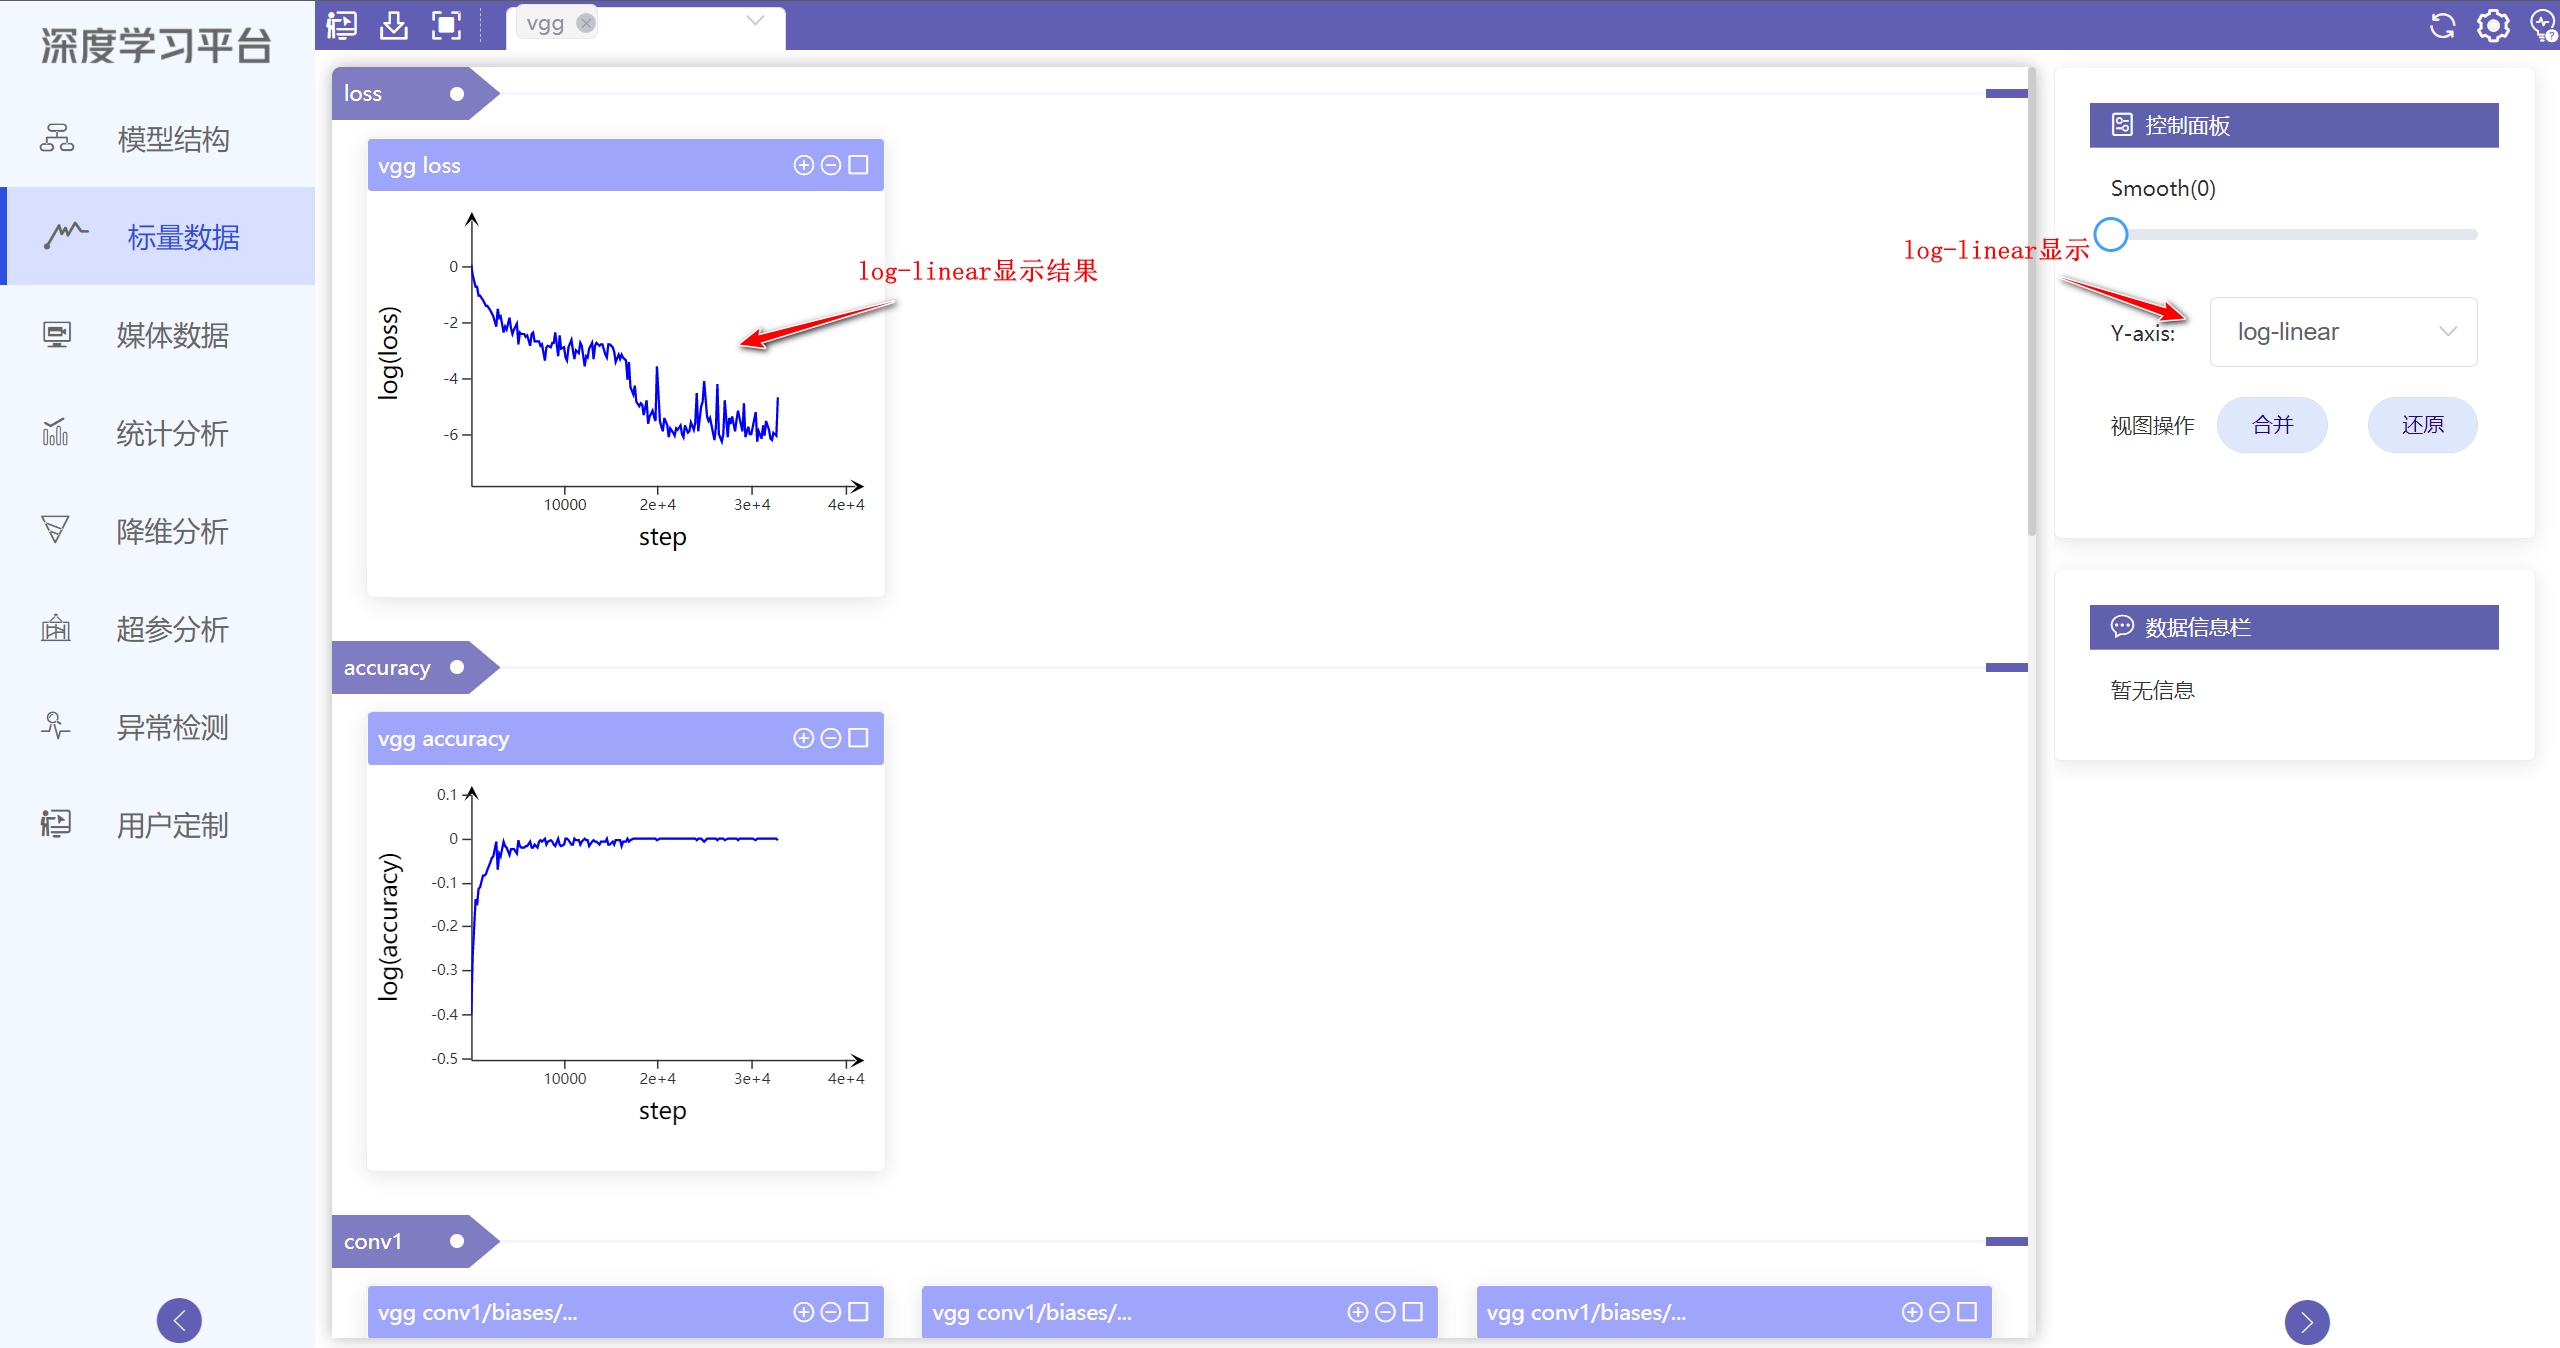 深度学习平台
模型结构
标量数据
媒体数据
统计分析
降维分析
超参分析
异常检测
用户定制
vgg
loss
vgg loss
0
-2
-4
-6
log(loss)
10000 2e+4 3e+4 4e+4
step
log-linear显示结果
accuracy
vgg accuracy
0.1
0
-0.1
-0.2
-0.3
-0.4
-0.5
log(accuracy)
10000 2e+4 3e+4 4e+4
step
conv1
vgg conv1/biases/...
vgg conv1/biases/...
vgg conv1/biases/...
控制面板
Smooth(0)
log-linear显示
Y-axis: log-linear
视图操作 合并 还原
数据信息栏
暂无信息